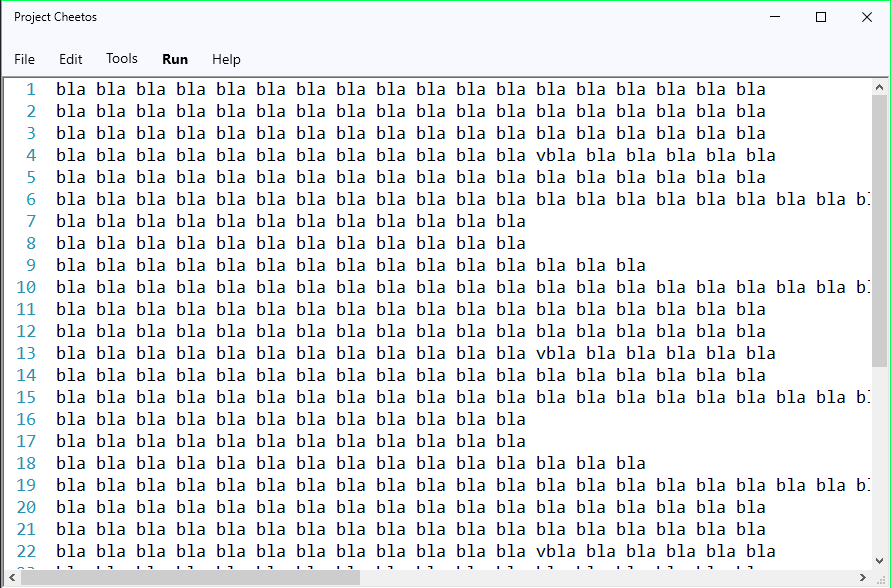 Project Cheetos
File Edit Tools Run Help
1 bla bla bla bla bla bla bla bla bla bla bla bla bla bla bla bla bla bla
2 bla bla bla bla bla bla bla bla bla bla bla bla bla bla bla bla bla bla
3 bla bla bla bla bla bla bla bla bla bla bla bla bla bla bla bla bla bla
4 bla bla bla bla bla bla bla bla bla bla bla bla vbla bla bla bla bla bla
5 bla bla bla bla bla bla bla bla bla bla bla bla bla bla bla bla bla bla
6 bla bla bla bla bla bla bla bla bla bla bla bla bla bla bla bla bla bla bla bla
7 bla bla bla bla bla bla bla bla bla bla bla bla
8 bla bla bla bla bla bla bla bla bla bla bla bla
9 bla bla bla bla bla bla bla bla bla bla bla bla bla bla bla
10 bla bla bla bla bla bla bla bla bla bla bla bla bla bla bla bla bla bla bla bla
11 bla bla bla bla bla bla bla bla bla bla bla bla bla bla bla bla bla bla
12 bla bla bla bla bla bla bla bla bla bla bla bla bla bla bla bla bla bla
13 bla bla bla bla bla bla bla bla bla bla bla bla vbla bla bla bla bla bla
14 bla bla bla bla bla bla bla bla bla bla bla bla bla bla bla bla bla bla
15 bla bla bla bla bla bla bla bla bla bla bla bla bla bla bla bla bla bla bla bla
16 bla bla bla bla bla bla bla bla bla bla bla bla
17 bla bla bla bla bla bla bla bla bla bla bla bla
18 bla bla bla bla bla bla bla bla bla bla bla bla bla bla bla
19 bla bla bla bla bla bla bla bla bla bla bla bla bla bla bla bla bla bla bla bla
20 bla bla bla bla bla bla bla bla bla bla bla bla bla bla bla bla bla bla
21 bla bla bla bla bla bla bla bla bla bla bla bla bla bla bla bla bla bla
22 bla bla bla bla bla bla bla bla bla bla bla bla vbla bla bla bla bla bla